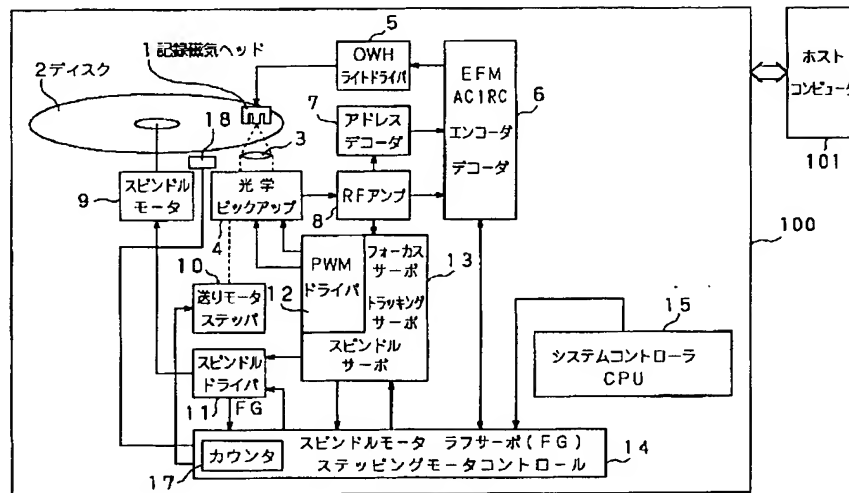 1 記録磁気ヘッド
2 ディスク
18
3
5
OWH
ライトドライバ
7
アドレス
デコーダ
EFM
ACIRC
エンコーダ
デコーダ
6
ホスト
コンピュータ
101
9
スピンドル
モータ
光学
ピックアップ
4
RFアンプ
8
100
10
送りモータ
ステッパ
12
PWM
ドライバ
フォーカス
サーボ
トラッキング
サーボ
スピンドル
サーボ
13
15
システムコントローラ
CPU
スピンドル
ドライバ
11
FG
17
カウンタ
スピンドルモータ ラフサーボ(FG)
ステッピングモータコントロール
14